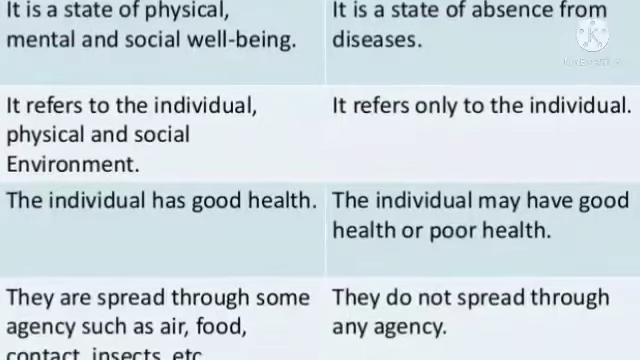 It is a state of physical,
mental and social well-being.
It is a state of absence from
diseases.
It refers to the individual,
physical and social
Environment.
It refers only to the individual.
The individual has good health.
The individual may have good
health or poor health.
They are spread through some
agency such as air, food,
contact, insects, etc
They do not spread through
any agency.